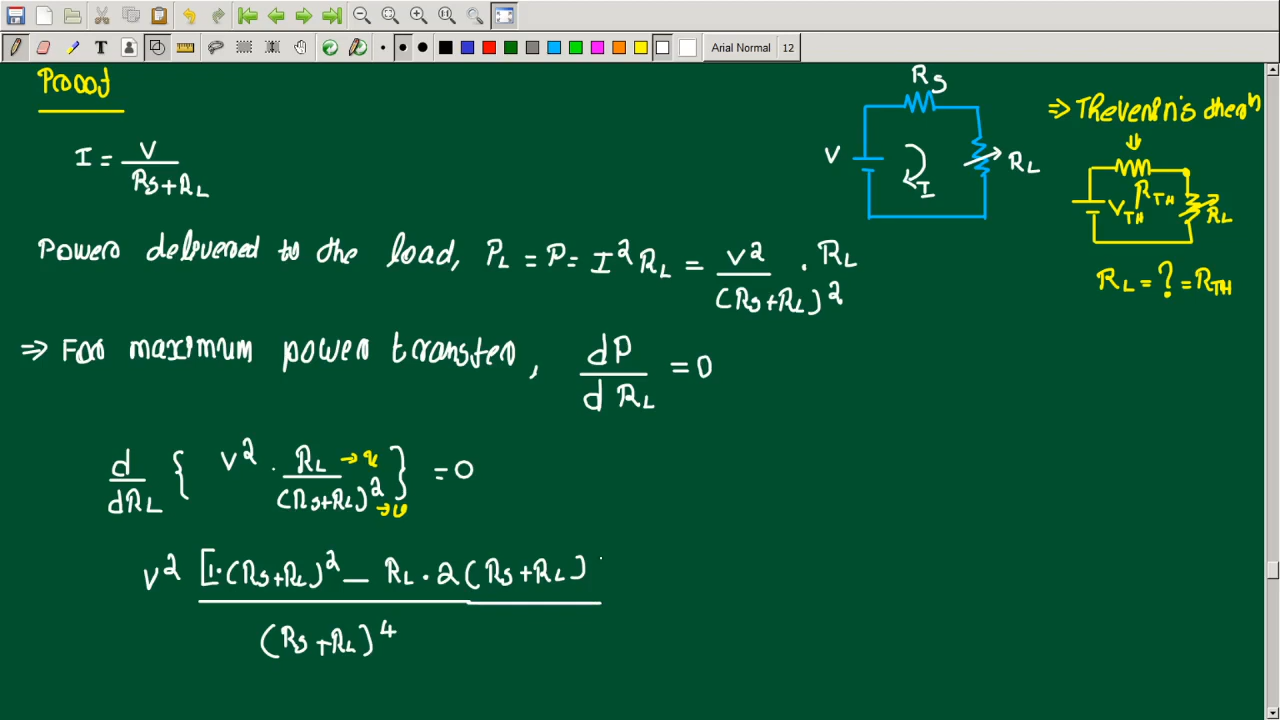 Arial Normal 12
Proof
I = V / (RS+RL)
Power delivered to the load, PL = P = I² RL = V² / (RS+RL)² . RL
⇒ For maximum power transfer, dP / dRL = 0
d / dRL { V² . RL → u / (RS+RL)² → v } = 0
V² [1·(RS+RL)² − RL · 2(RS+RL)
(RS+RL)⁴
RS
V
I
RL
⇒ Thevenin's theorm
⇓
RTH
VTH
RL
RL = ? = RTH